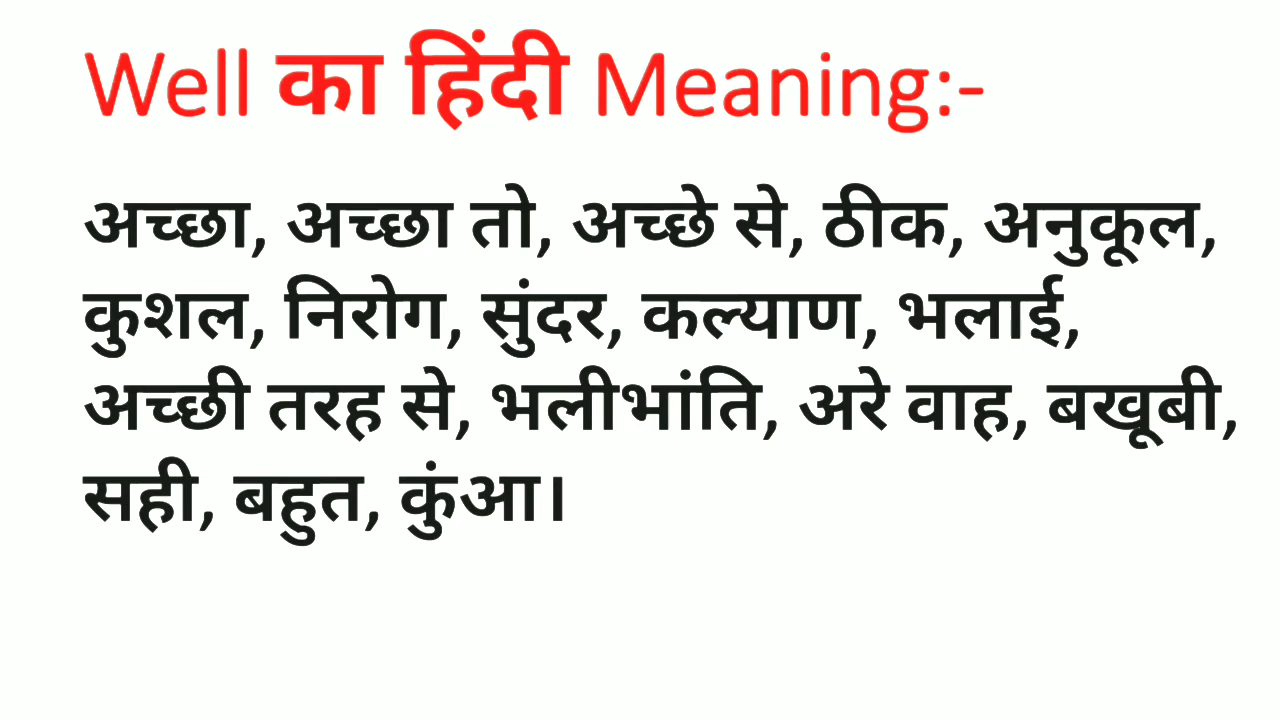 Well का हिंदी Meaning:-
अच्छा, अच्छा तो, अच्छे से, ठीक, अनुकूल,
कुशल, निरोग, सुंदर, कल्याण, भलाई,
अच्छी तरह से, भलीभांति, अरे वाह, बखूबी,
सही, बहुत, कुंआ।